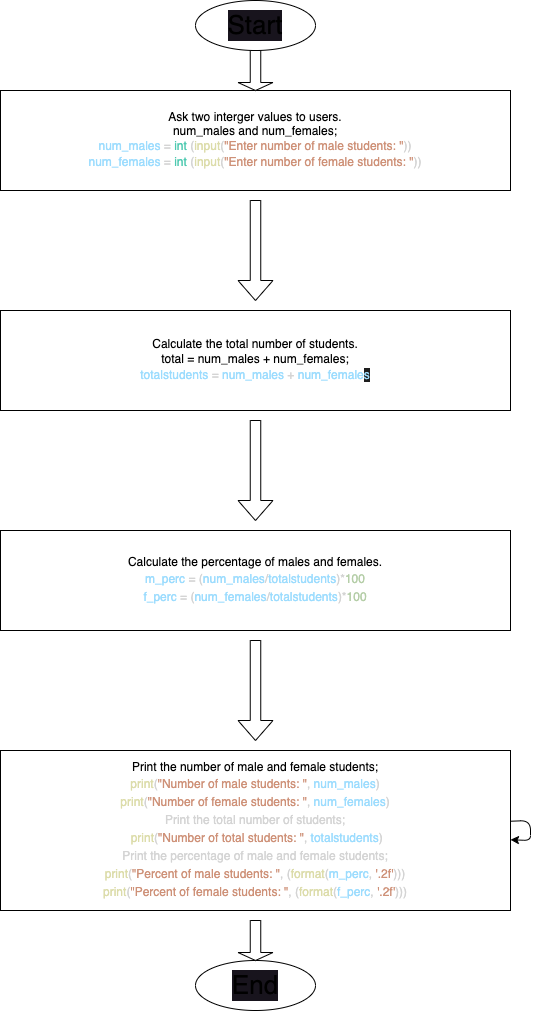 Start
Ask two interger values to users.
num_males and num_females;
num_males = int (input("Enter number of male students: "))
num_females = int (input("Enter number of female students: "))
Calculate the total number of students.
total = num_males + num_females;
totalstudents = num_males + num_females
Calculate the percentage of males and females.
m_perc = (num_males/totalstudents)*100
f_perc = (num_females/totalstudents)*100
Print the number of male and female students;
print("Number of male students: ", num_males)
print("Number of female students: ", num_females)
Print the total number of students;
print("Number of total students: ", totalstudents)
Print the percentage of male and female students;
print("Percent of male students: ", (format(m_perc, '.2f')))
print("Percent of female students: ", (format(f_perc, '.2f')))
End